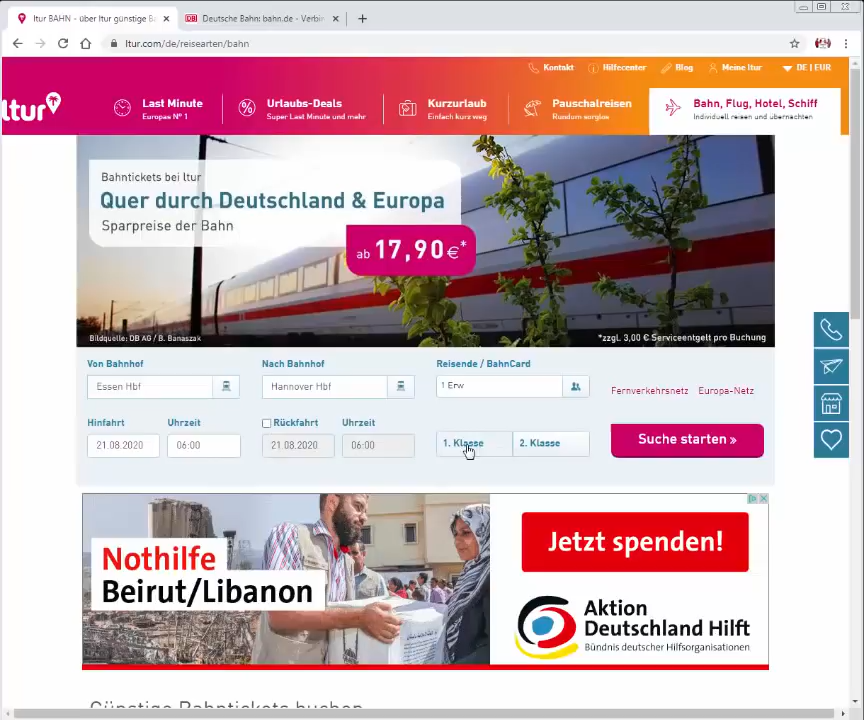 ltur BAHN - über ltur günstige B
Deutsche Bahn: bahn.de - Verbi
ltur.com/de/reisearten/bahn
Kontakt
Hilfecenter
Blog
Meine ltur
DE | EUR
ltur
Last Minute
Europas Nº 1
Urlaubs-Deals
Super Last Minute und mehr
Kurzurlaub
Einfach kurz weg
Pauschalreisen
Rundum sorglos
Bahn, Flug, Hotel, Schiff
Individuell reisen und übernachten
Bahntickets bei ltur
Quer durch Deutschland & Europa
Sparpreise der Bahn
ab 17,90€*
Bildquelle: DB AG / B. Banaszak
*zzgl. 3,00 € Serviceentgelt pro Buchung
Von Bahnhof
Nach Bahnhof
Reisende / BahnCard
Essen Hbf
Hannover Hbf
1 Erw
Fernverkehrsnetz
Europa-Netz
Hinfahrt
Uhrzeit
Rückfahrt
Uhrzeit
21.08.2020
06:00
21.08.2020
06:00
1. Klasse
2. Klasse
Suche starten »
Nothilfe
Beirut/Libanon
Jetzt spenden!
Aktion
Deutschland Hilft
Bündnis deutscher Hilfsorganisationen
Günstige Bahntickets buchen